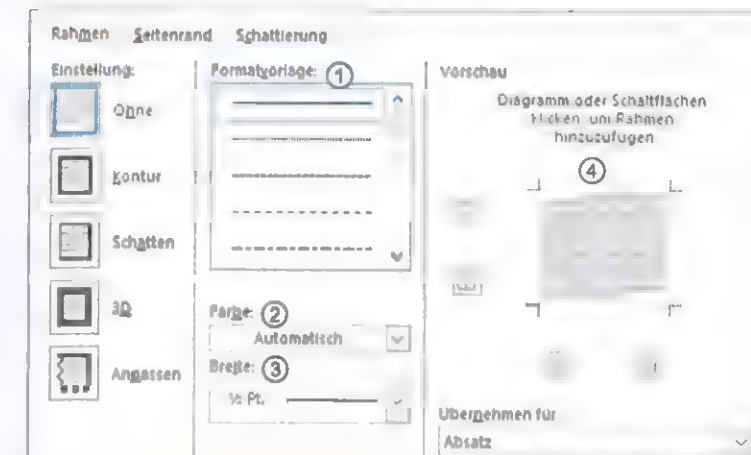 Rahmen Seitenrand Schattierung
Einstellung:
Ohne
Kontur
Schatten
3D
Anpassen
Formatvorlage: 1
Farbe: 2
Automatisch
Breite: 3
½ Pt.
Vorschau
Diagramm oder Schaltflächen
klicken, um Rahmen
hinzuzufügen
4
Übernehmen für
Absatz